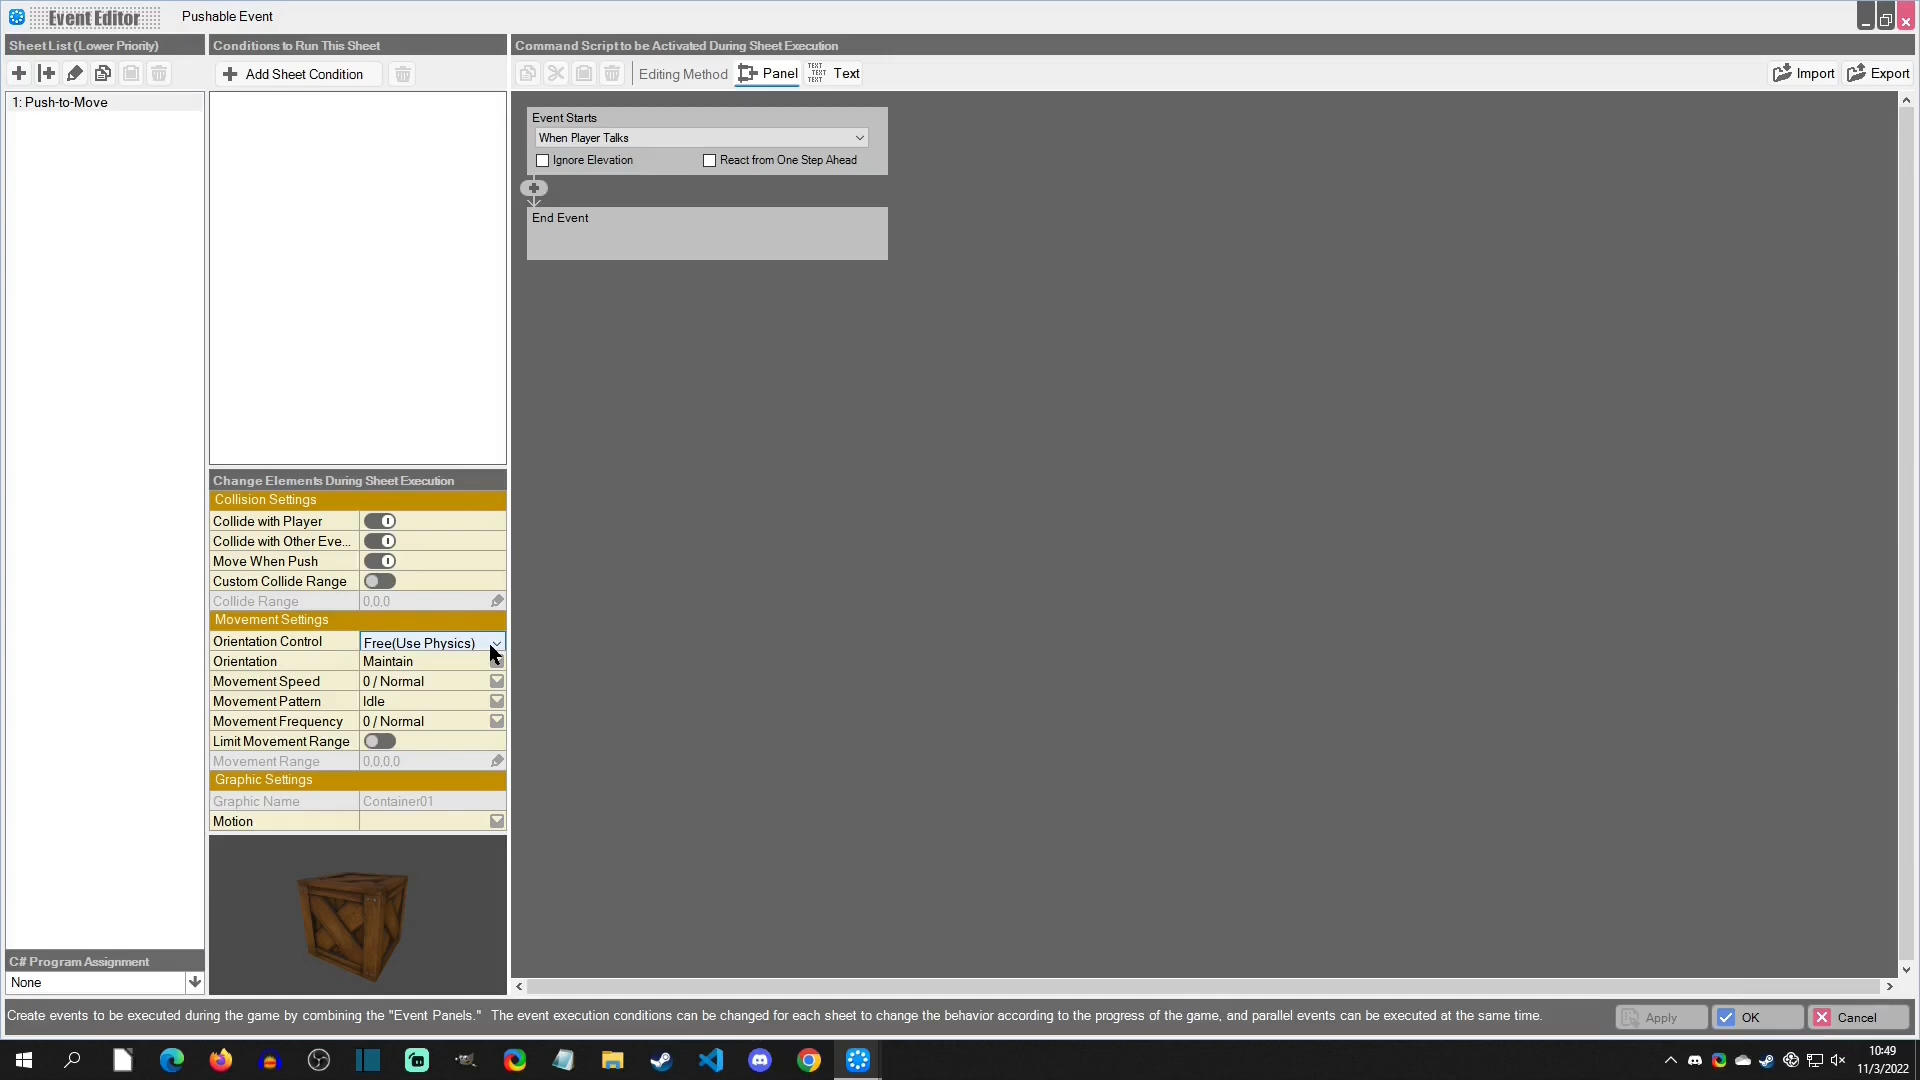 Event Editor
Pushable Event
Sheet List (Lower Priority)
Conditions to Run This Sheet
Command Script to be Activated During Sheet Execution
Add Sheet Condition
Editing Method
Panel
TEXT
TEXT
TEXT
Text
Import
Export
1: Push-to-Move
Event Starts
When Player Talks
Ignore Elevation
React from One Step Ahead
End Event
Change Elements During Sheet Execution
Collision Settings
Collide with Player
Collide with Other Eve...
Move When Push
Custom Collide Range
Collide Range 0,0,0
Movement Settings
Orientation Control Free(Use Physics)
Orientation Maintain
Movement Speed 0 / Normal
Movement Pattern Idle
Movement Frequency 0 / Normal
Limit Movement Range
Movement Range 0,0,0,0
Graphic Settings
Graphic Name Container01
Motion
C# Program Assignment
None
Create events to be executed during the game by combining the "Event Panels." The event execution conditions can be changed for each sheet to change the behavior according to the progress of the game, and parallel events can be executed at the same time.
Apply
OK
Cancel
10:49
11/3/2022